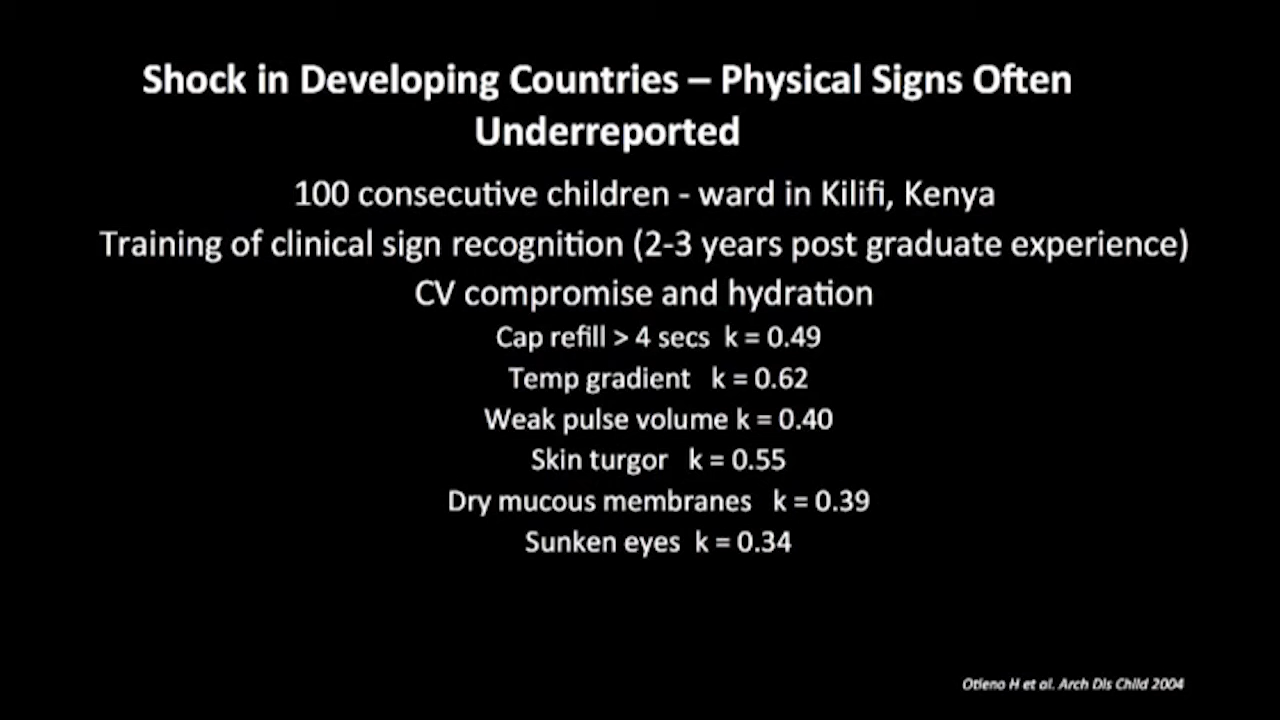 Shock in Developing Countries – Physical Signs Often
Underreported
100 consecutive children - ward in Kilifi, Kenya
Training of clinical sign recognition (2-3 years post graduate experience)
CV compromise and hydration
Cap refill > 4 secs k = 0.49
Temp gradient k = 0.62
Weak pulse volume k = 0.40
Skin turgor k = 0.55
Dry mucous membranes k = 0.39
Sunken eyes k = 0.34
Otieno H et al. Arch Dis Child 2004